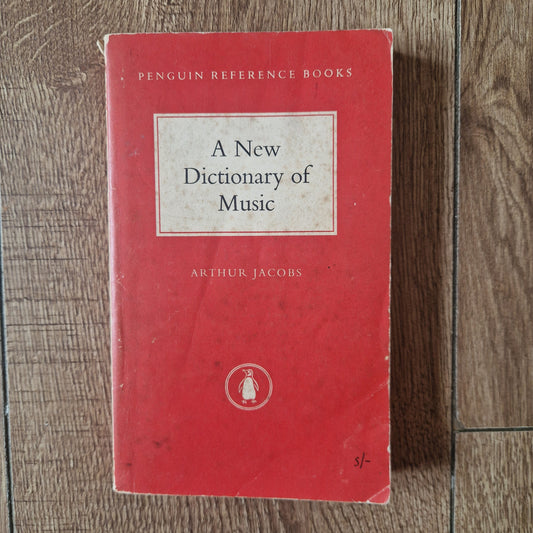 PENGUIN REFERENCE BOOKS
A New
Dictionary of
Music
ARTHUR JACOBS
5/-